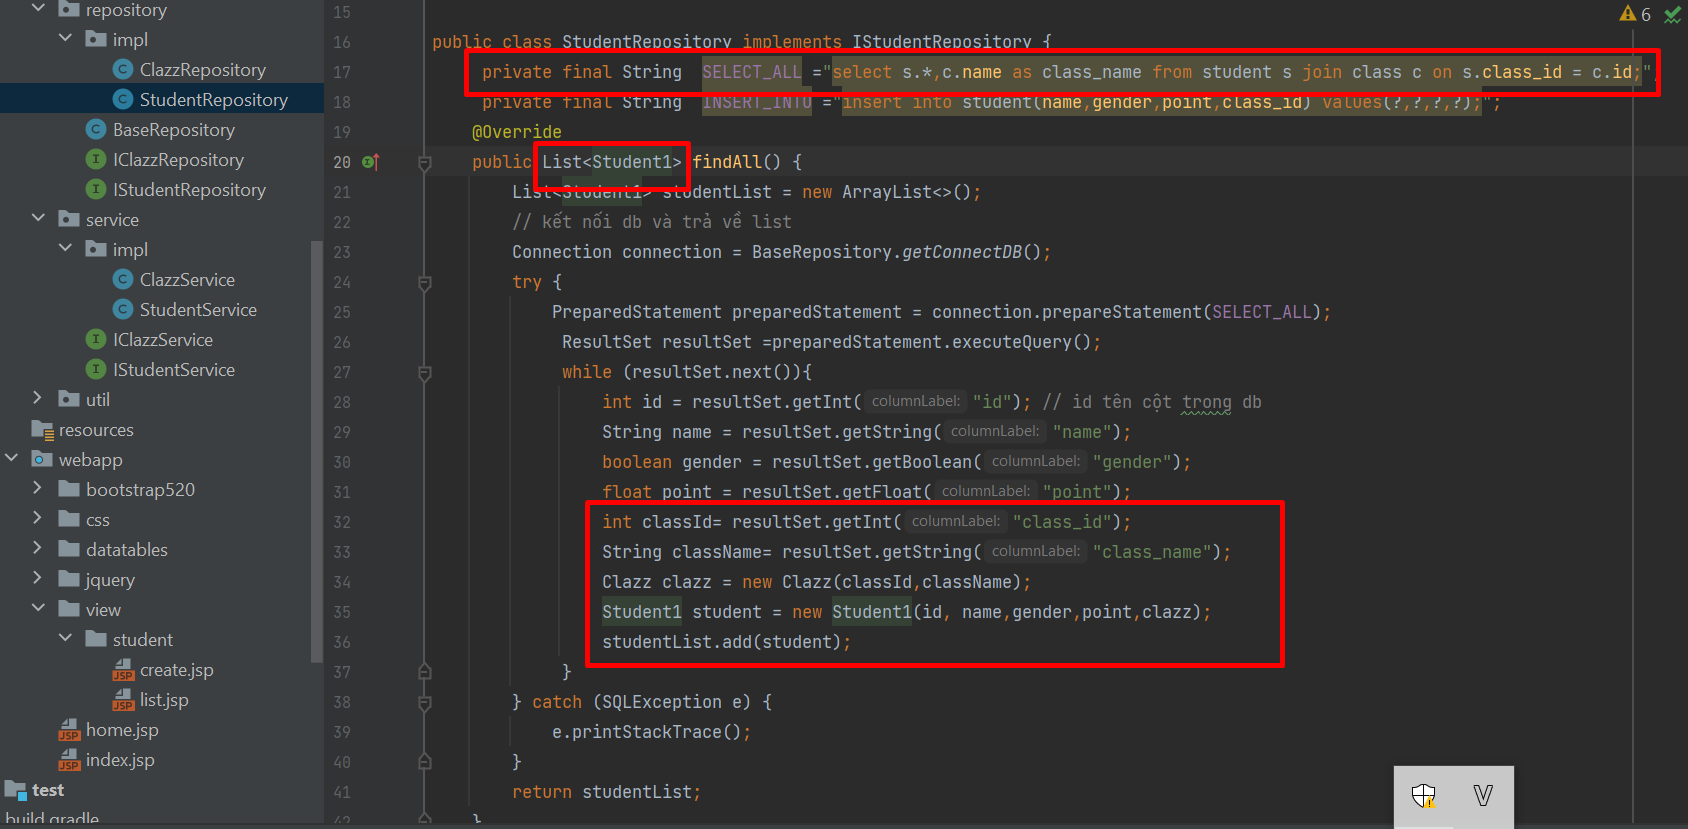 repository
impl
ClazzRepository
StudentRepository
BaseRepository
IClazzRepository
IStudentRepository
service
impl
ClazzService
StudentService
IClazzService
IStudentService
util
resources
webapp
bootstrap520
css
datatables
jquery
view
student
create.jsp
list.jsp
home.jsp
index.jsp
test
build.gradle
6
15
16 public class StudentRepository implements IStudentRepository {
17 private final String SELECT_ALL ="select s.*,c.name as class_name from student s join class c on s.class_id = c.id;";
18 private final String INSERT_INTO ="insert into student(name,gender,point,class_id) values(?,?,?,?);";
19 @Override
20 public List<Student1> findAll() {
21 List<Student1> studentList = new ArrayList<>();
22 // kết nối db và trả về list
23 Connection connection = BaseRepository.getConnectDB();
24 try {
25 PreparedStatement preparedStatement = connection.prepareStatement(SELECT_ALL);
26 ResultSet resultSet =preparedStatement.executeQuery();
27 while (resultSet.next()){
28 int id = resultSet.getInt( columnLabel: "id"); // id tên cột trong db
29 String name = resultSet.getString( columnLabel: "name");
30 boolean gender = resultSet.getBoolean( columnLabel: "gender");
31 float point = resultSet.getFloat( columnLabel: "point");
32 int classId= resultSet.getInt( columnLabel: "class_id");
33 String className= resultSet.getString( columnLabel: "class_name");
34 Clazz clazz = new Clazz(classId,className);
35 Student1 student = new Student1(id, name,gender,point,clazz);
36 studentList.add(student);
37 }
38 } catch (SQLException e) {
39 e.printStackTrace();
40 }
41 return studentList;
42 }
V